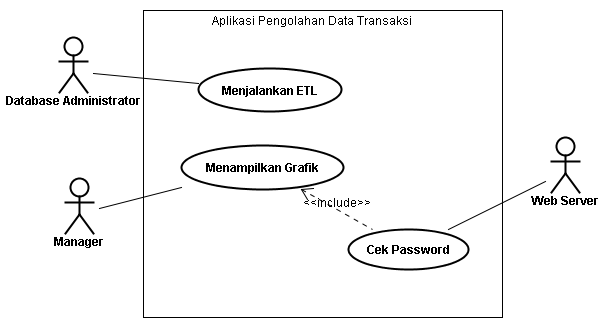 Aplikasi Pengolahan Data Transaksi
Database Administrator
Menjalankan ETL
Menampilkan Grafik
<<include>>
Manager
Web Server
Cek Password